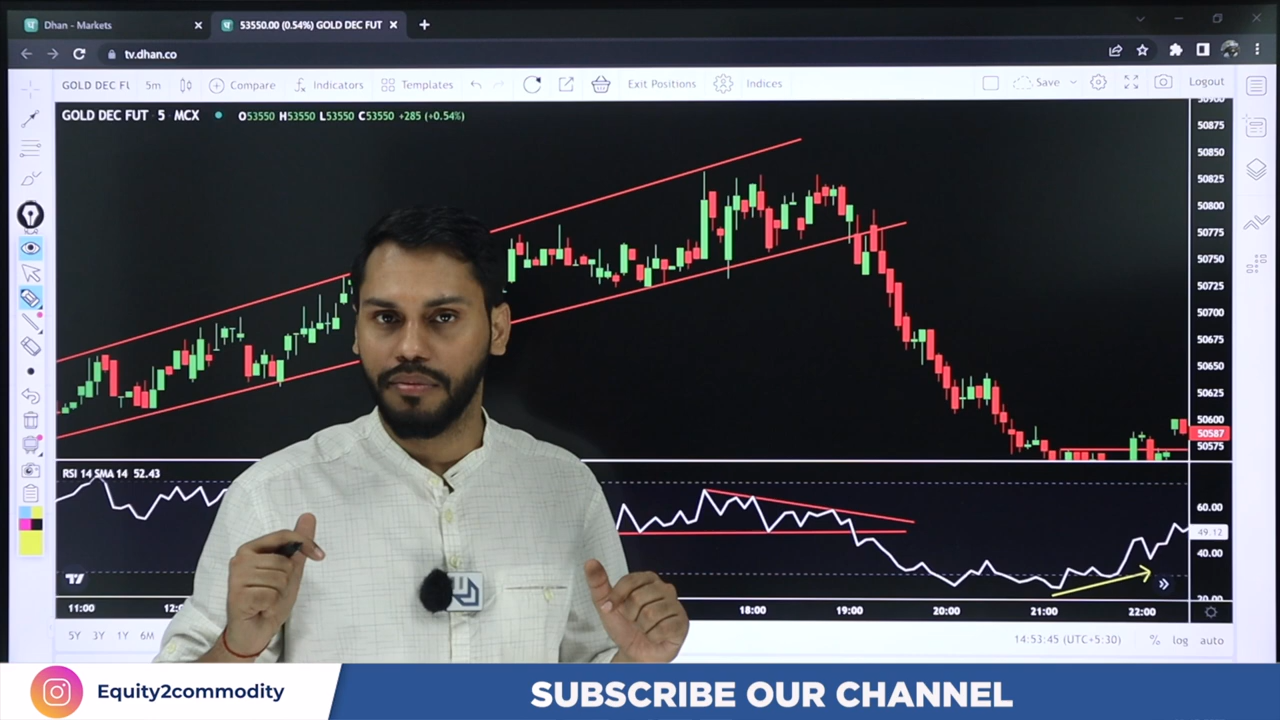 Dhan - Markets
53550.00 (0.54%) GOLD DEC FUT
tv.dhan.co
GOLD DEC FU 5m Compare Indicators Templates Exit Positions Indices Save Logout
GOLD DEC FUT · 5 · MCX O53550 H53550 L53550 C53550 +285 (+0.54%)
50900
50875
50850
50825
50800
50775
50750
50725
50700
50675
50650
50625
50600
50587
50575
RSI 14 SMA 14 52.43
60.00
49.12
40.00
20.00
11:00 18:00 19:00 20:00 21:00 22:00
5Y 3Y 1Y 6M 14:53:45 (UTC+5:30) % log auto
Equity2commodity
SUBSCRIBE OUR CHANNEL